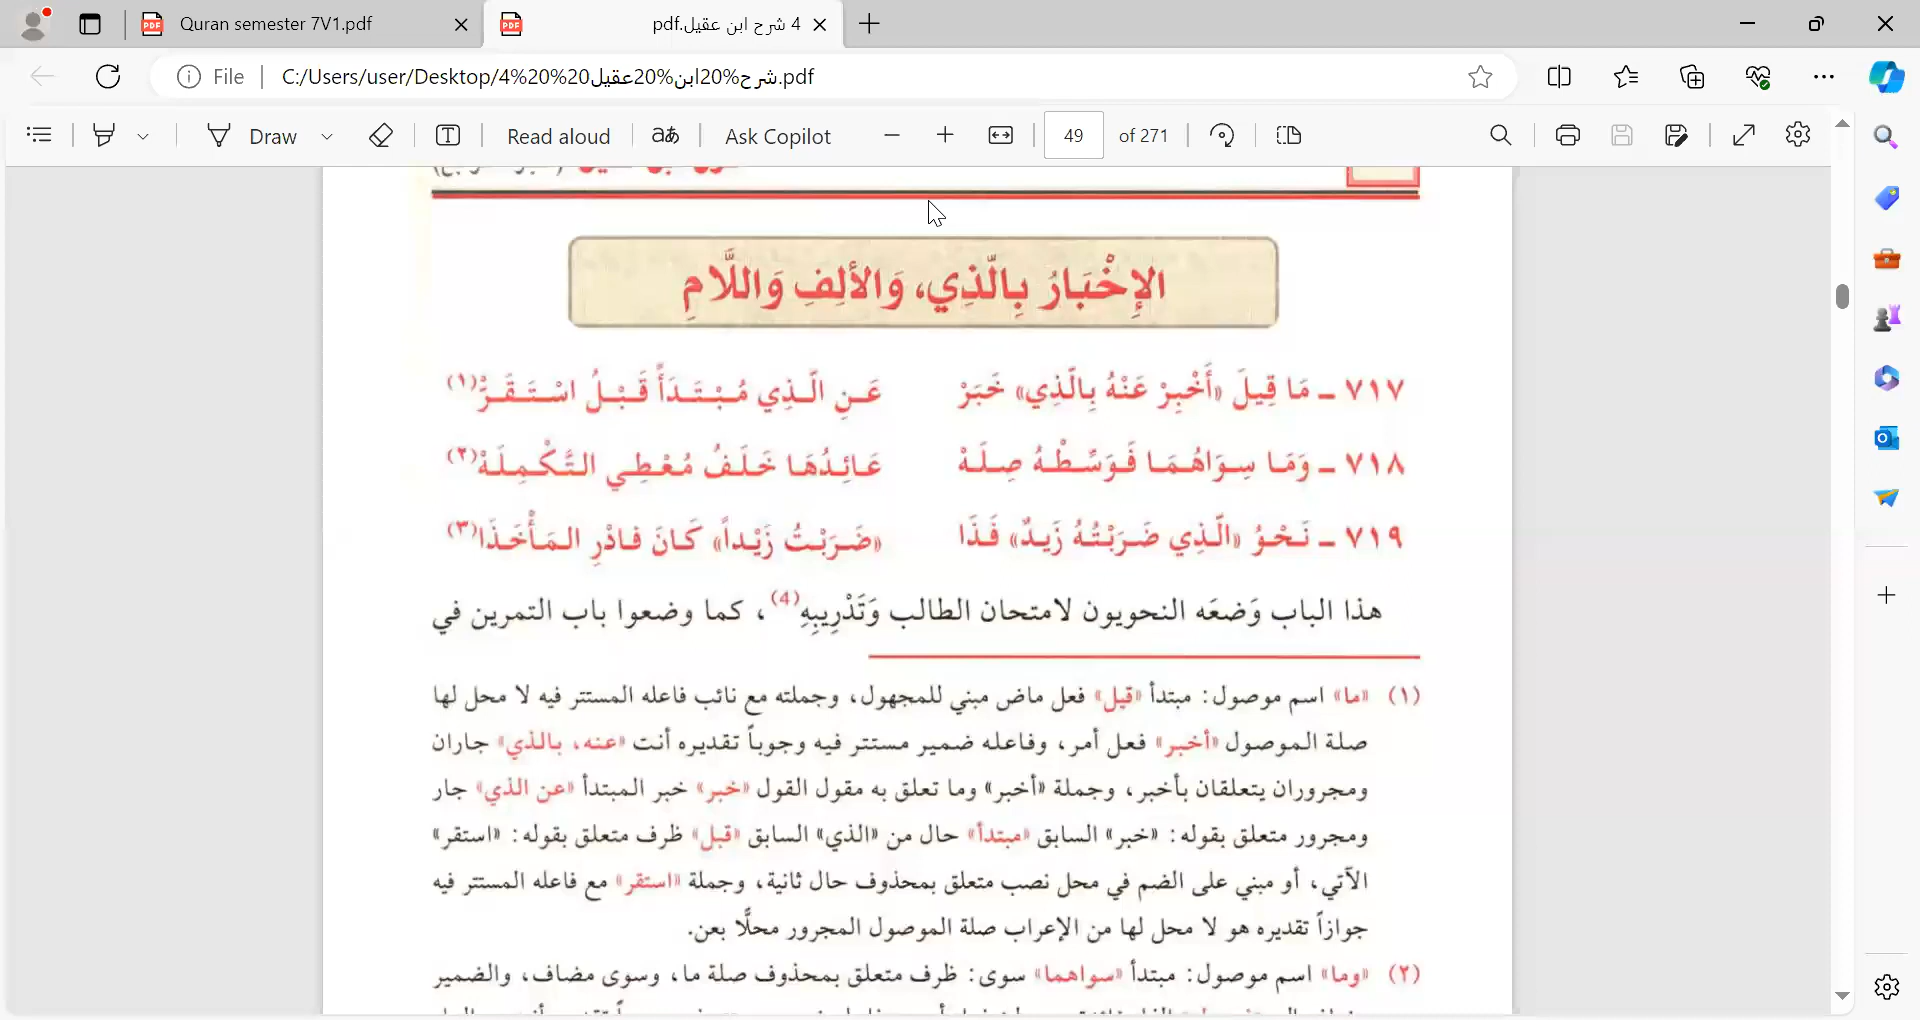 Quran semester 7V1.pdf
4 شرح ابن عقيل.pdf
File
C:/Users/user/Desktop/4%20%20شرح%20ابن%20عقيل.pdf
Draw
Read aloud
Ask Copilot
49
of 271
الإِخْبَارُ بِالَّذِي، وَالألِفِ وَاللَّامِ
٧١٧ ـ مَا قِيلَ «أَخْبِرْ عَنْهُ بِالَّذِي» خَبَرْ عَنِ الَّذِي مُبْتَدَأً قَبْلُ اسْتَقَرّْ(١)
٧١٨ ـ وَمَا سِوَاهُمَا فَوَسِّطْهُ صِلَهْ عَائِدُهَا خَلَفُ مُعْطِي التَّكْمِلَهْ(٢)
٧١٩ ـ نَحْوُ «الَّذِي ضَرَبْتُهُ زَيدٌ» فَذَا «ضَرَبْتُ زَيْداً» كَانَ فادْرِ المَأْخَذَا(٣)
هذا الباب وَضعَه النحويون لامتحان الطالب وَتَدْرِيبِهِ(4)، كما وضعوا باب التمرين في
(١) «ما» اسم موصول: مبتدأ «قيل» فعل ماض مبني للمجهول، وجملته مع نائب فاعله المستتر فيه لا محل لها
صلة الموصول «أخبر» فعل أمر، وفاعله ضمير مستتر فيه وجوباً تقديره أنت «عنه، بالذي» جاران
ومجروران يتعلقان بأخبر، وجملة «أخبر» وما تعلق به مقول القول «خبر» خبر المبتدأ «عن الذي» جار
ومجرور متعلق بقوله: «خبر» السابق «مبتدأ» حال من «الذي» السابق «قبل» ظرف متعلق بقوله: «استقر»
الآتي، أو مبني على الضم في محل نصب متعلق بمحذوف حال ثانية، وجملة «استقر» مع فاعله المستتر فيه
جوازاً تقديره هو لا محل لها من الإعراب صلة الموصول المجرور محلًّا بعن.
(٢) «وما» اسم موصول: مبتدأ «سواهما» سوى: ظرف متعلق بمحذوف صلة ما، وسوى مضاف، والضمير